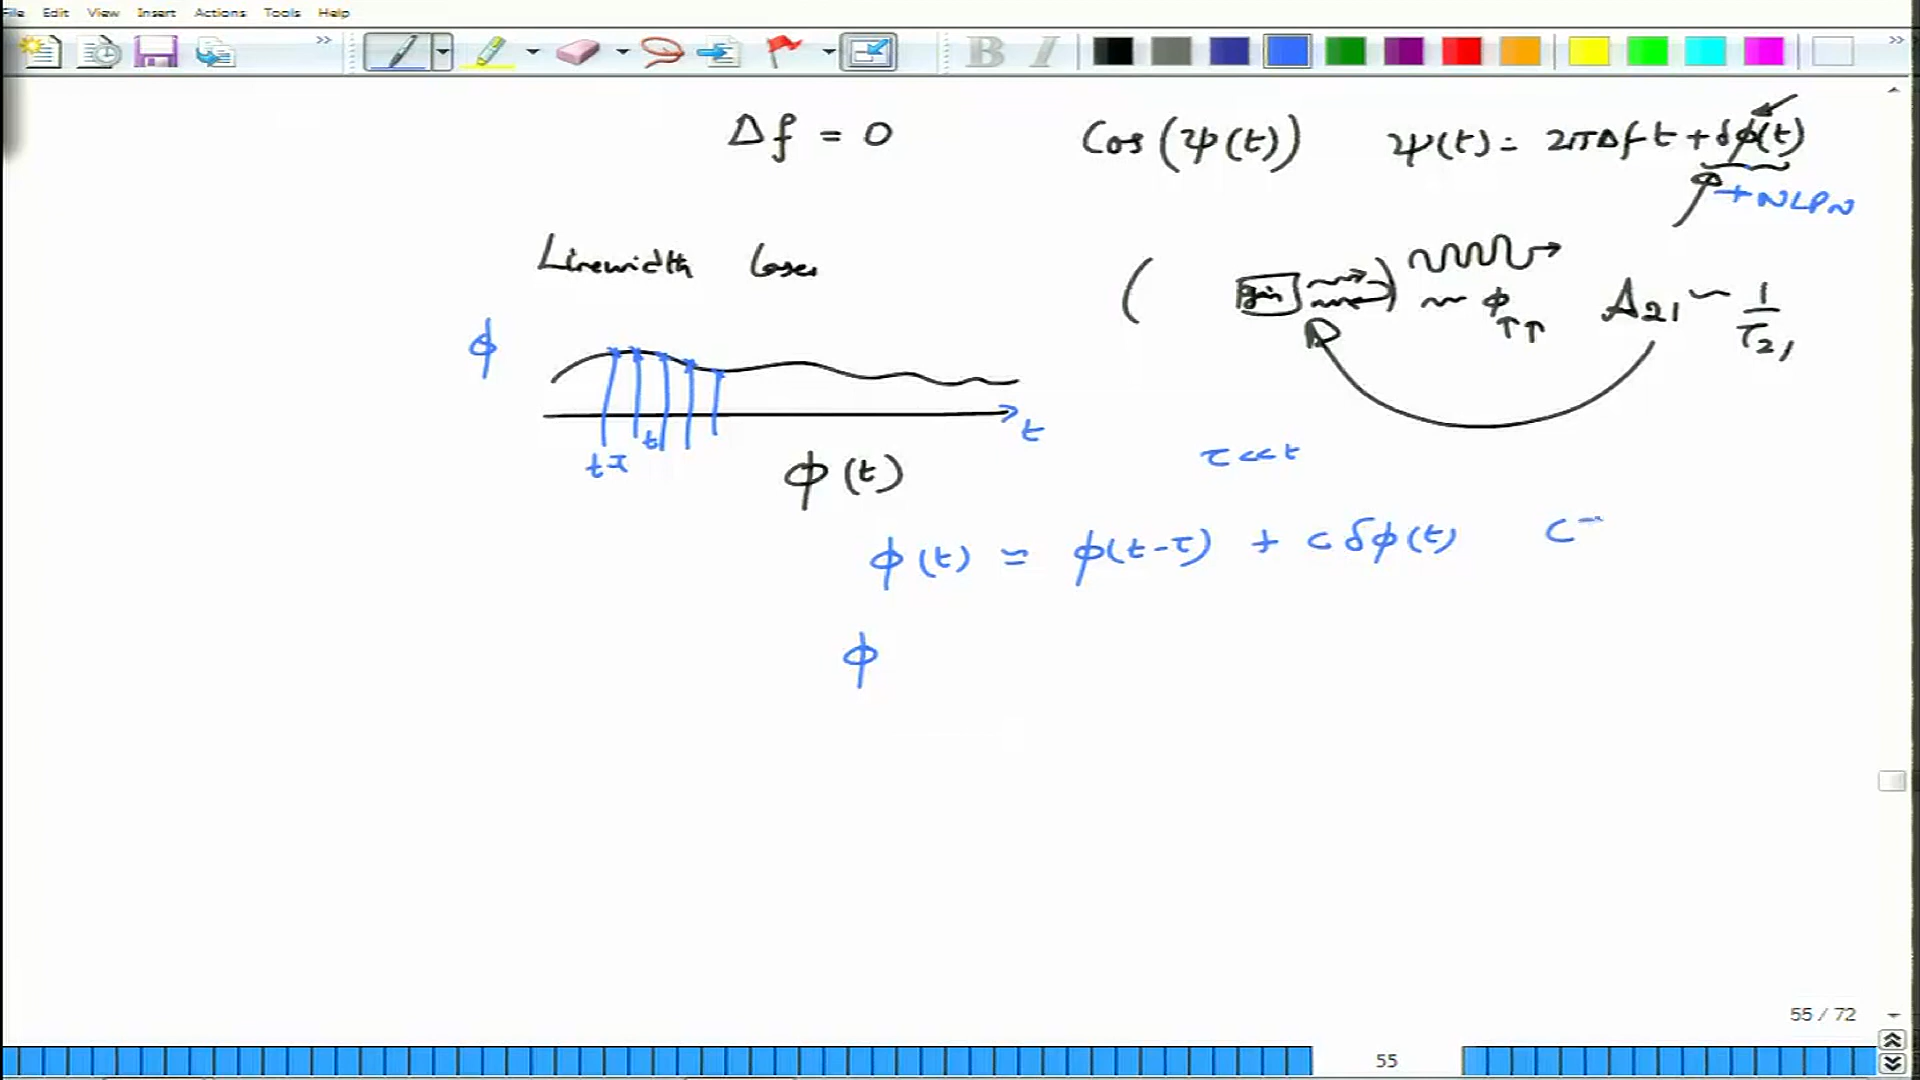 File Edit View Insert Actions Tools Help
B I
Δf = 0 Cos(ψ(t)) ψ(t) = 2πΔft + δϕ(t)
+ NLPN
Linewidth laser
gain ϕ A21 ~ 1/τ21
ϕ
t
t-τ t
ϕ(t) τ << t
ϕ(t) ≃ ϕ(t-τ) + c δϕ(t) c
ϕ
55 / 72
55